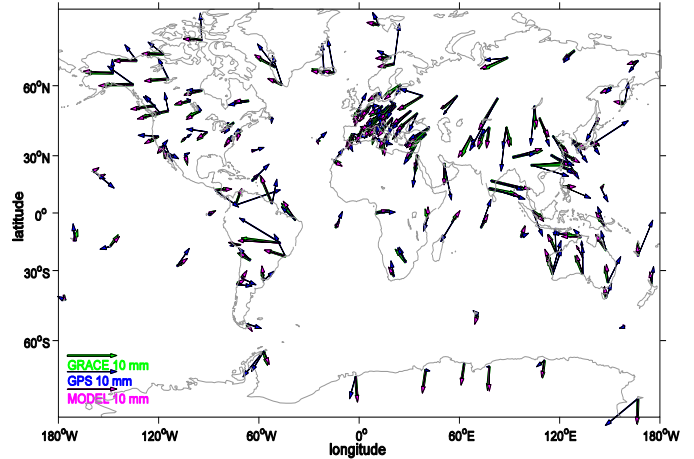 latitude
60°N
30°N
0°
30°S
60°S
GRACE 10 mm
GPS 10 mm
MODEL 10 mm
180°W
120°W
60°W
0°
60°E
120°E
180°W
longitude